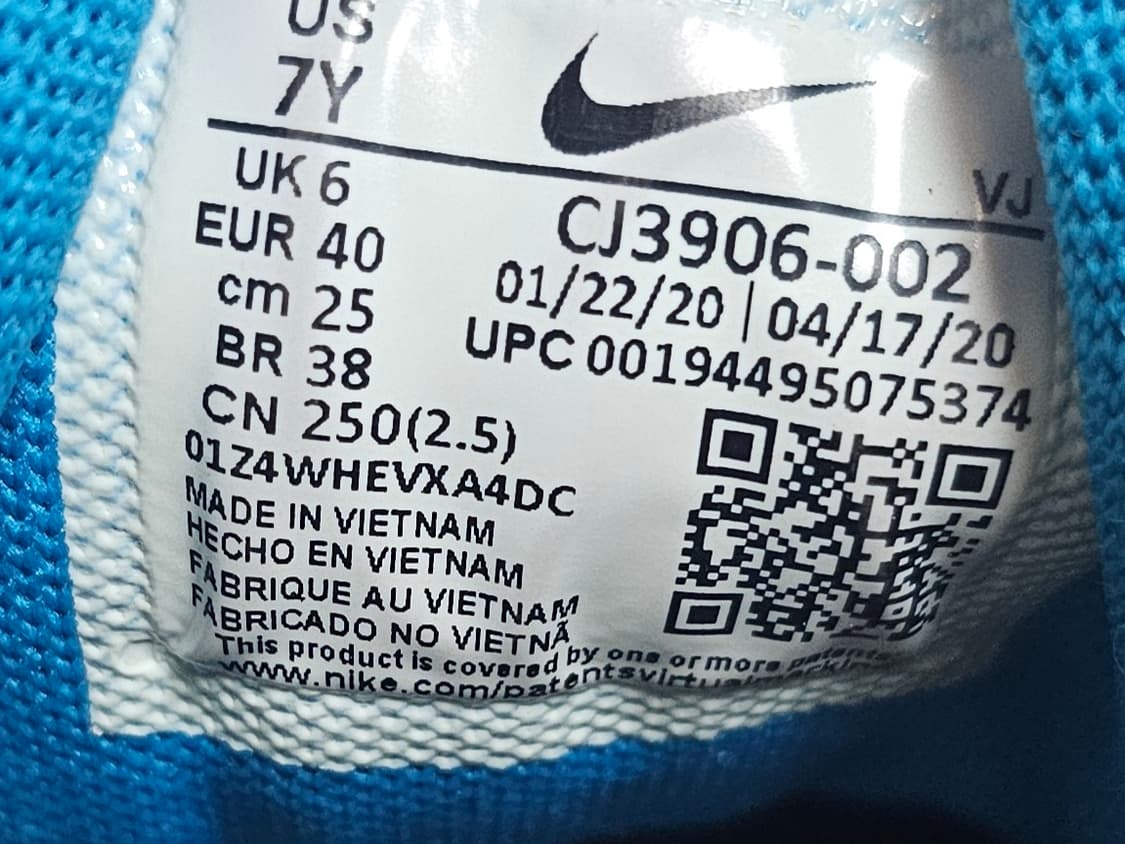 US
7Y
VJ
UK 6
EUR 40
cm 25
BR 38
CN 250(2.5)
CJ3906-002
01/22/20 | 04/17/20
UPC 00194495075374
01Z4WHEVXA4DC
MADE IN VIETNAM
HECHO EN VIETNAM
FABRIQUE AU VIETNAM
FABRICADO NO VIETNÃ
This product is covered by one or more patents
www.nike.com/patentsvirtualmarkin